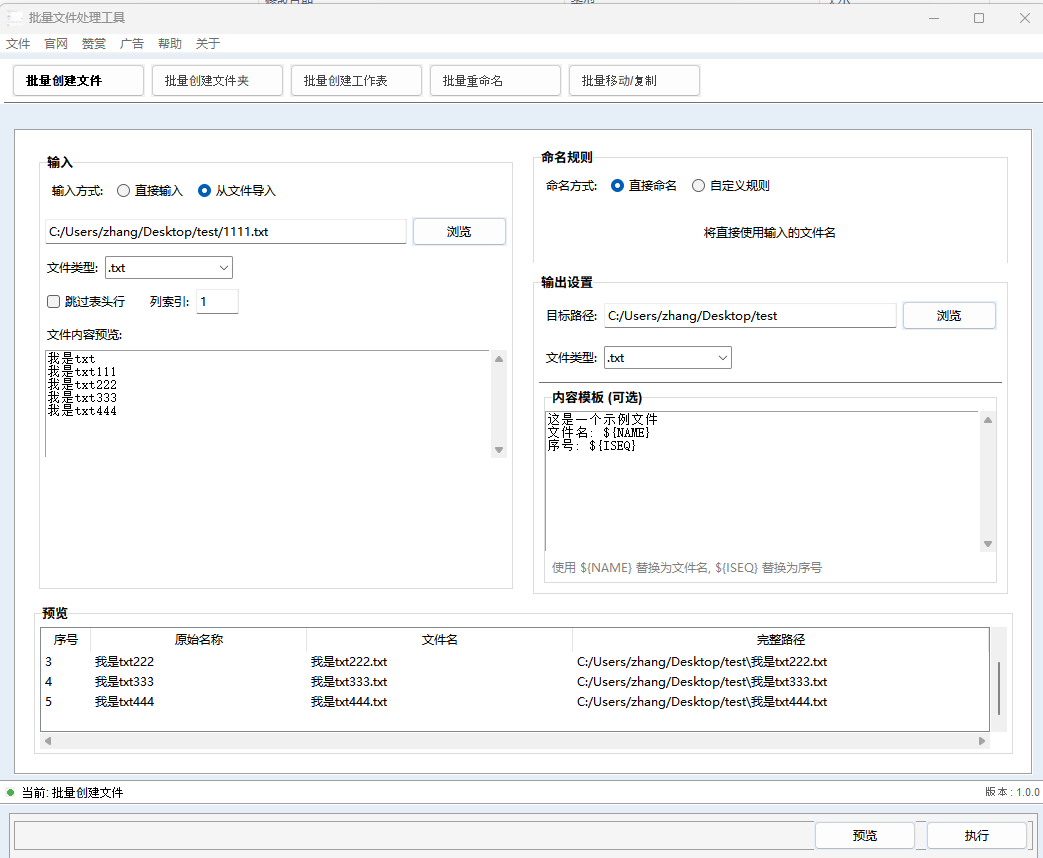 批量文件处理工具
文件 官网 赞赏 广告 帮助 关于
批量创建文件 批量创建文件夹 批量创建工作表 批量重命名 批量移动/复制
输入
输入方式: 直接输入 从文件导入
C:/Users/zhang/Desktop/test/1111.txt 浏览
文件类型: .txt
跳过表头行 列索引: 1
文件内容预览:
我是txt
我是txt111
我是txt222
我是txt333
我是txt444
命名规则
命名方式: 直接命名 自定义规则
将直接使用输入的文件名
输出设置
目标路径: C:/Users/zhang/Desktop/test 浏览
文件类型: .txt
内容模板 (可选)
这是一个示例文件
文件名: ${NAME}
序号: ${ISEQ}
使用 ${NAME} 替换为文件名, ${ISEQ} 替换为序号
预览
序号 原始名称 文件名 完整路径
3 我是txt222 我是txt222.txt C:/Users/zhang/Desktop/test\我是txt222.txt
4 我是txt333 我是txt333.txt C:/Users/zhang/Desktop/test\我是txt333.txt
5 我是txt444 我是txt444.txt C:/Users/zhang/Desktop/test\我是txt444.txt
当前: 批量创建文件 版本 : 1.0.0
预览 执行